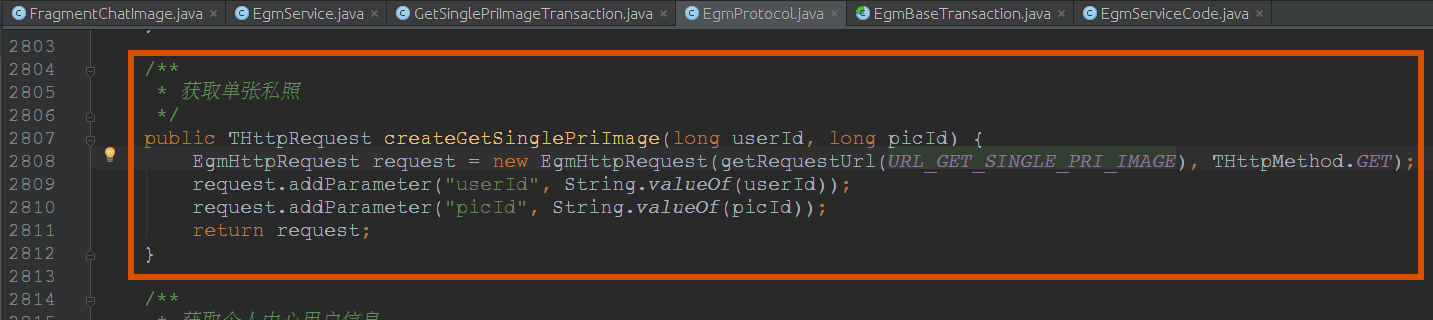 FragmentChatImage.java × EgmService.java × GetSinglePriImageTransaction.java × EgmProtocol.java × EgmBaseTransaction.java × EgmServiceCode.java ×
2803
2804 /**
2805 * 获取单张私照
2806 */
2807 public THttpRequest createGetSinglePriImage(long userId, long picId) {
2808 EgmHttpRequest request = new EgmHttpRequest(getRequestUrl(URL_GET_SINGLE_PRI_IMAGE), THttpMethod.GET);
2809 request.addParameter("userId", String.valueOf(userId));
2810 request.addParameter("picId", String.valueOf(picId));
2811 return request;
2812 }
2813
2814 /**